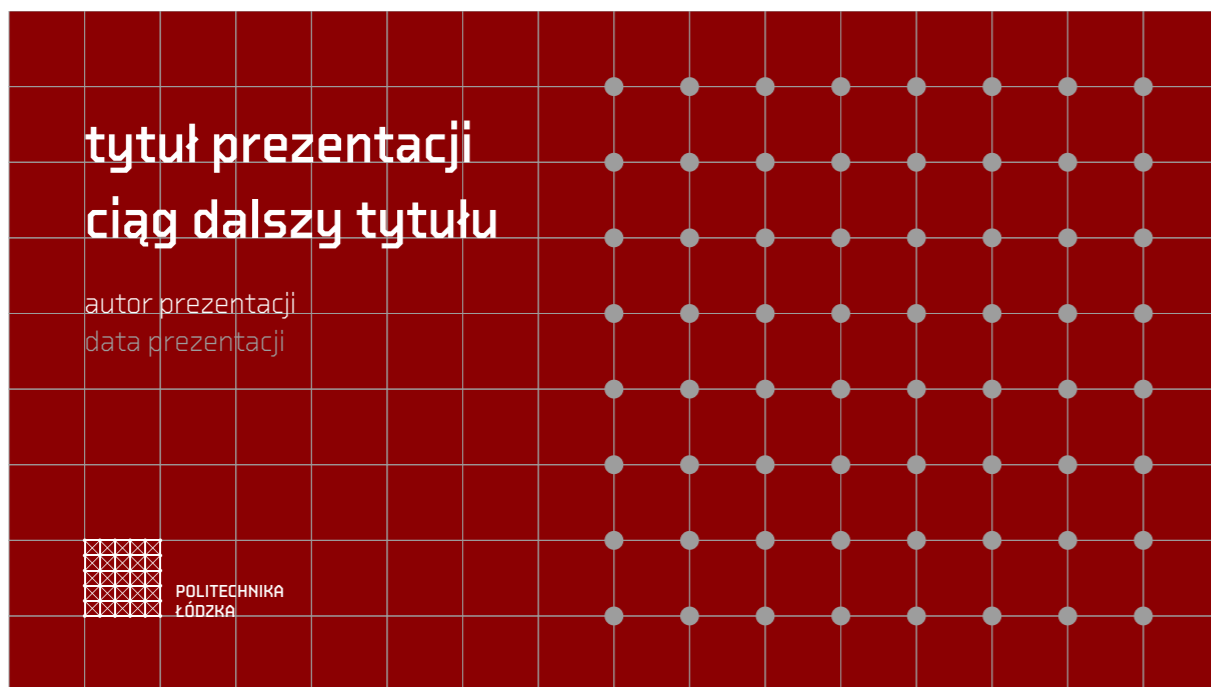 tytuł prezentacji
ciąg dalszy tytułu
autor prezentacji
data prezentacji
POLITECHNIKA
ŁÓDZKA